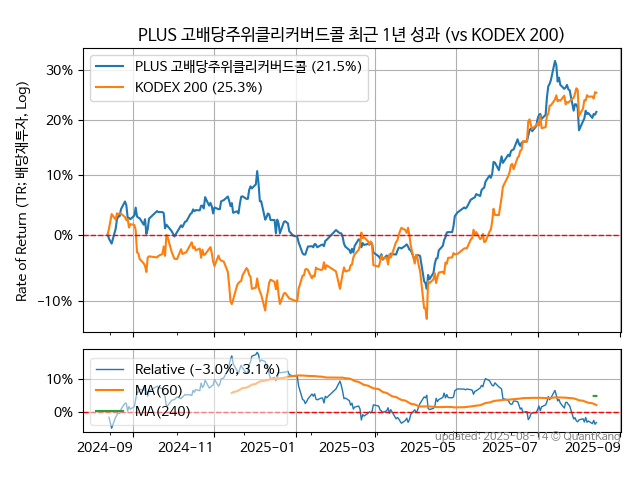 PLUS 고배당주위클리커버드콜 최근 1년 성과 (vs KODEX 200)
Rate of Return (TR: 배당재투자, Log)
30%
20%
10%
0%
−10%
PLUS 고배당주위클리커버드콜 (21.5%)
KODEX 200 (25.3%)
10%
0%
Relative (−3.0%, 3.1%)
MA(60)
MA(240)
updated: 2025-08-14 © QuantKang
2024-09 2024-11 2025-01 2025-03 2025-05 2025-07 2025-09